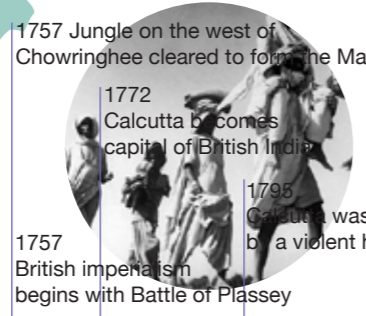 1757 Jungle on the west of
Chowringhee cleared to form the Ma
1772
Calcutta becomes
capital of British India
1795
Calcutta was
by a violent h
1757
British imperialism
begins with Battle of Plassey